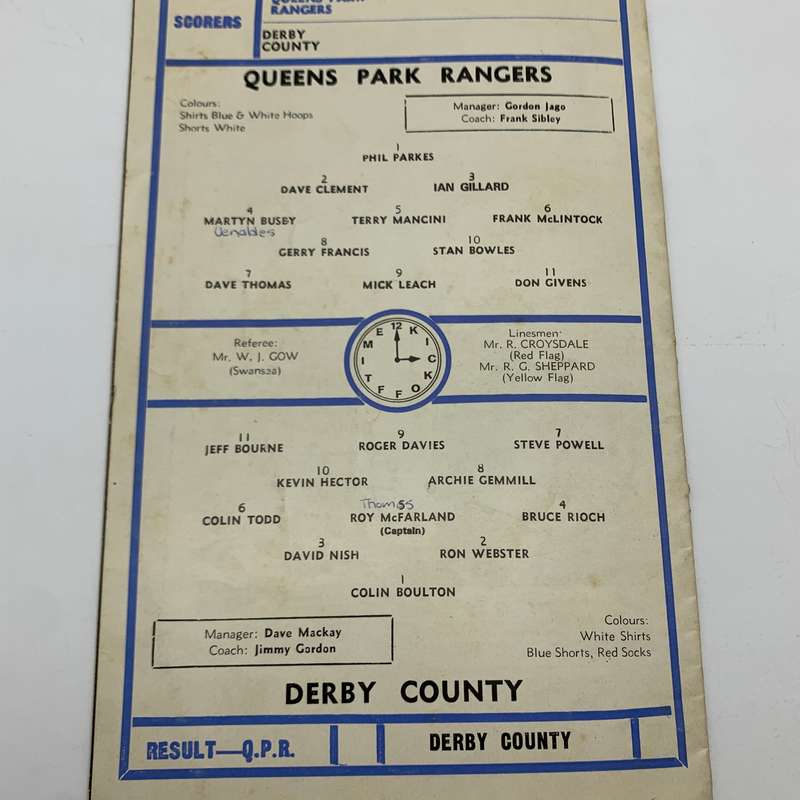 SCORERS
QUEENS PARK
RANGERS
DERBY
COUNTY
QUEENS PARK RANGERS
Colours:
Shirts Blue & White Hoops
Shorts White
Manager: Gordon Jago
Coach: Frank Sibley
1
PHIL PARKES
2 3
DAVE CLEMENT IAN GILLARD
4 5 6
MARTYN BUSBY TERRY MANCINI FRANK McLINTOCK
Venables
8 10
GERRY FRANCIS STAN BOWLES
7 9 11
DAVE THOMAS MICK LEACH DON GIVENS
Referee:
Mr. W. J. GOW
(Swansea)
12 KICK OFF TIME
Linesmen:
Mr. R. CROYSDALE
(Red Flag)
Mr. R. G. SHEPPARD
(Yellow Flag)
11 9 7
JEFF BOURNE ROGER DAVIES STEVE POWELL
10 8
KEVIN HECTOR ARCHIE GEMMILL
Thomas
6 5 4
COLIN TODD ROY McFARLAND BRUCE RIOCH
(Captain)
3 2
DAVID NISH RON WEBSTER
1
COLIN BOULTON
Manager: Dave Mackay
Coach: Jimmy Gordon
Colours:
White Shirts
Blue Shorts, Red Socks
DERBY COUNTY
RESULT—Q.P.R. DERBY COUNTY